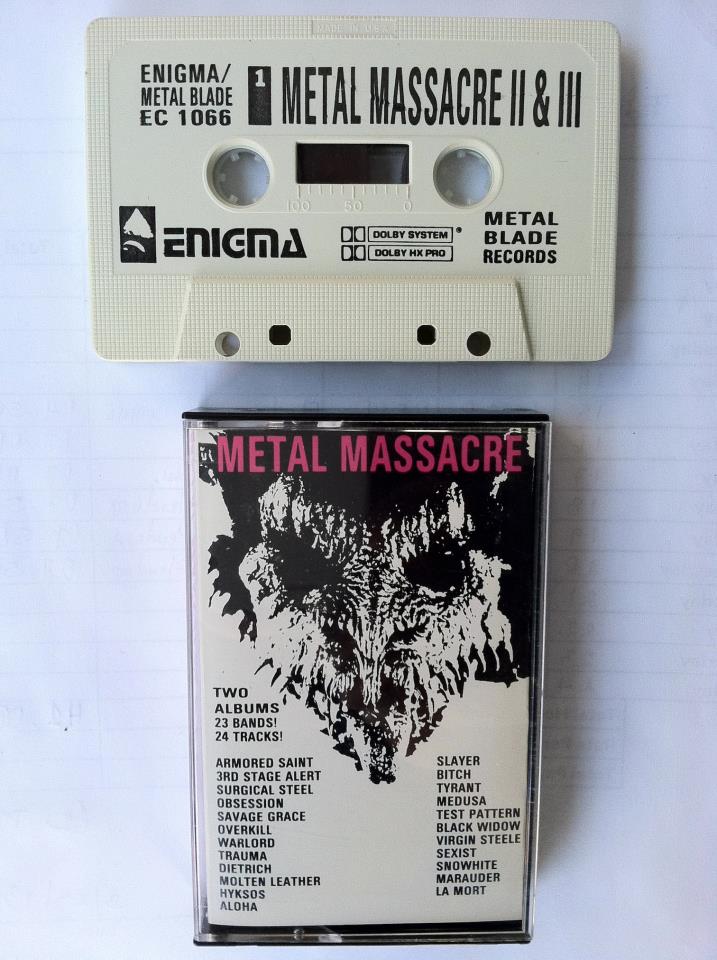 MADE IN U.S.A.
ENIGMA/
METAL BLADE
EC 1066
1
METAL MASSACRE II & III
100 50 0
ENIGMA
DOLBY SYSTEM ®
DOLBY HX PRO
METAL
BLADE
RECORDS
METAL MASSACRE
TWO
ALBUMS
23 BANDS!
24 TRACKS!
ARMORED SAINT
3RD STAGE ALERT
SURGICAL STEEL
OBSESSION
SAVAGE GRACE
OVERKILL
WARLORD
TRAUMA
DIETRICH
MOLTEN LEATHER
HYKSOS
ALOHA
SLAYER
BITCH
TYRANT
MEDUSA
TEST PATTERN
BLACK WIDOW
VIRGIN STEELE
SEXIST
SNOWHITE
MARAUDER
LA MORT